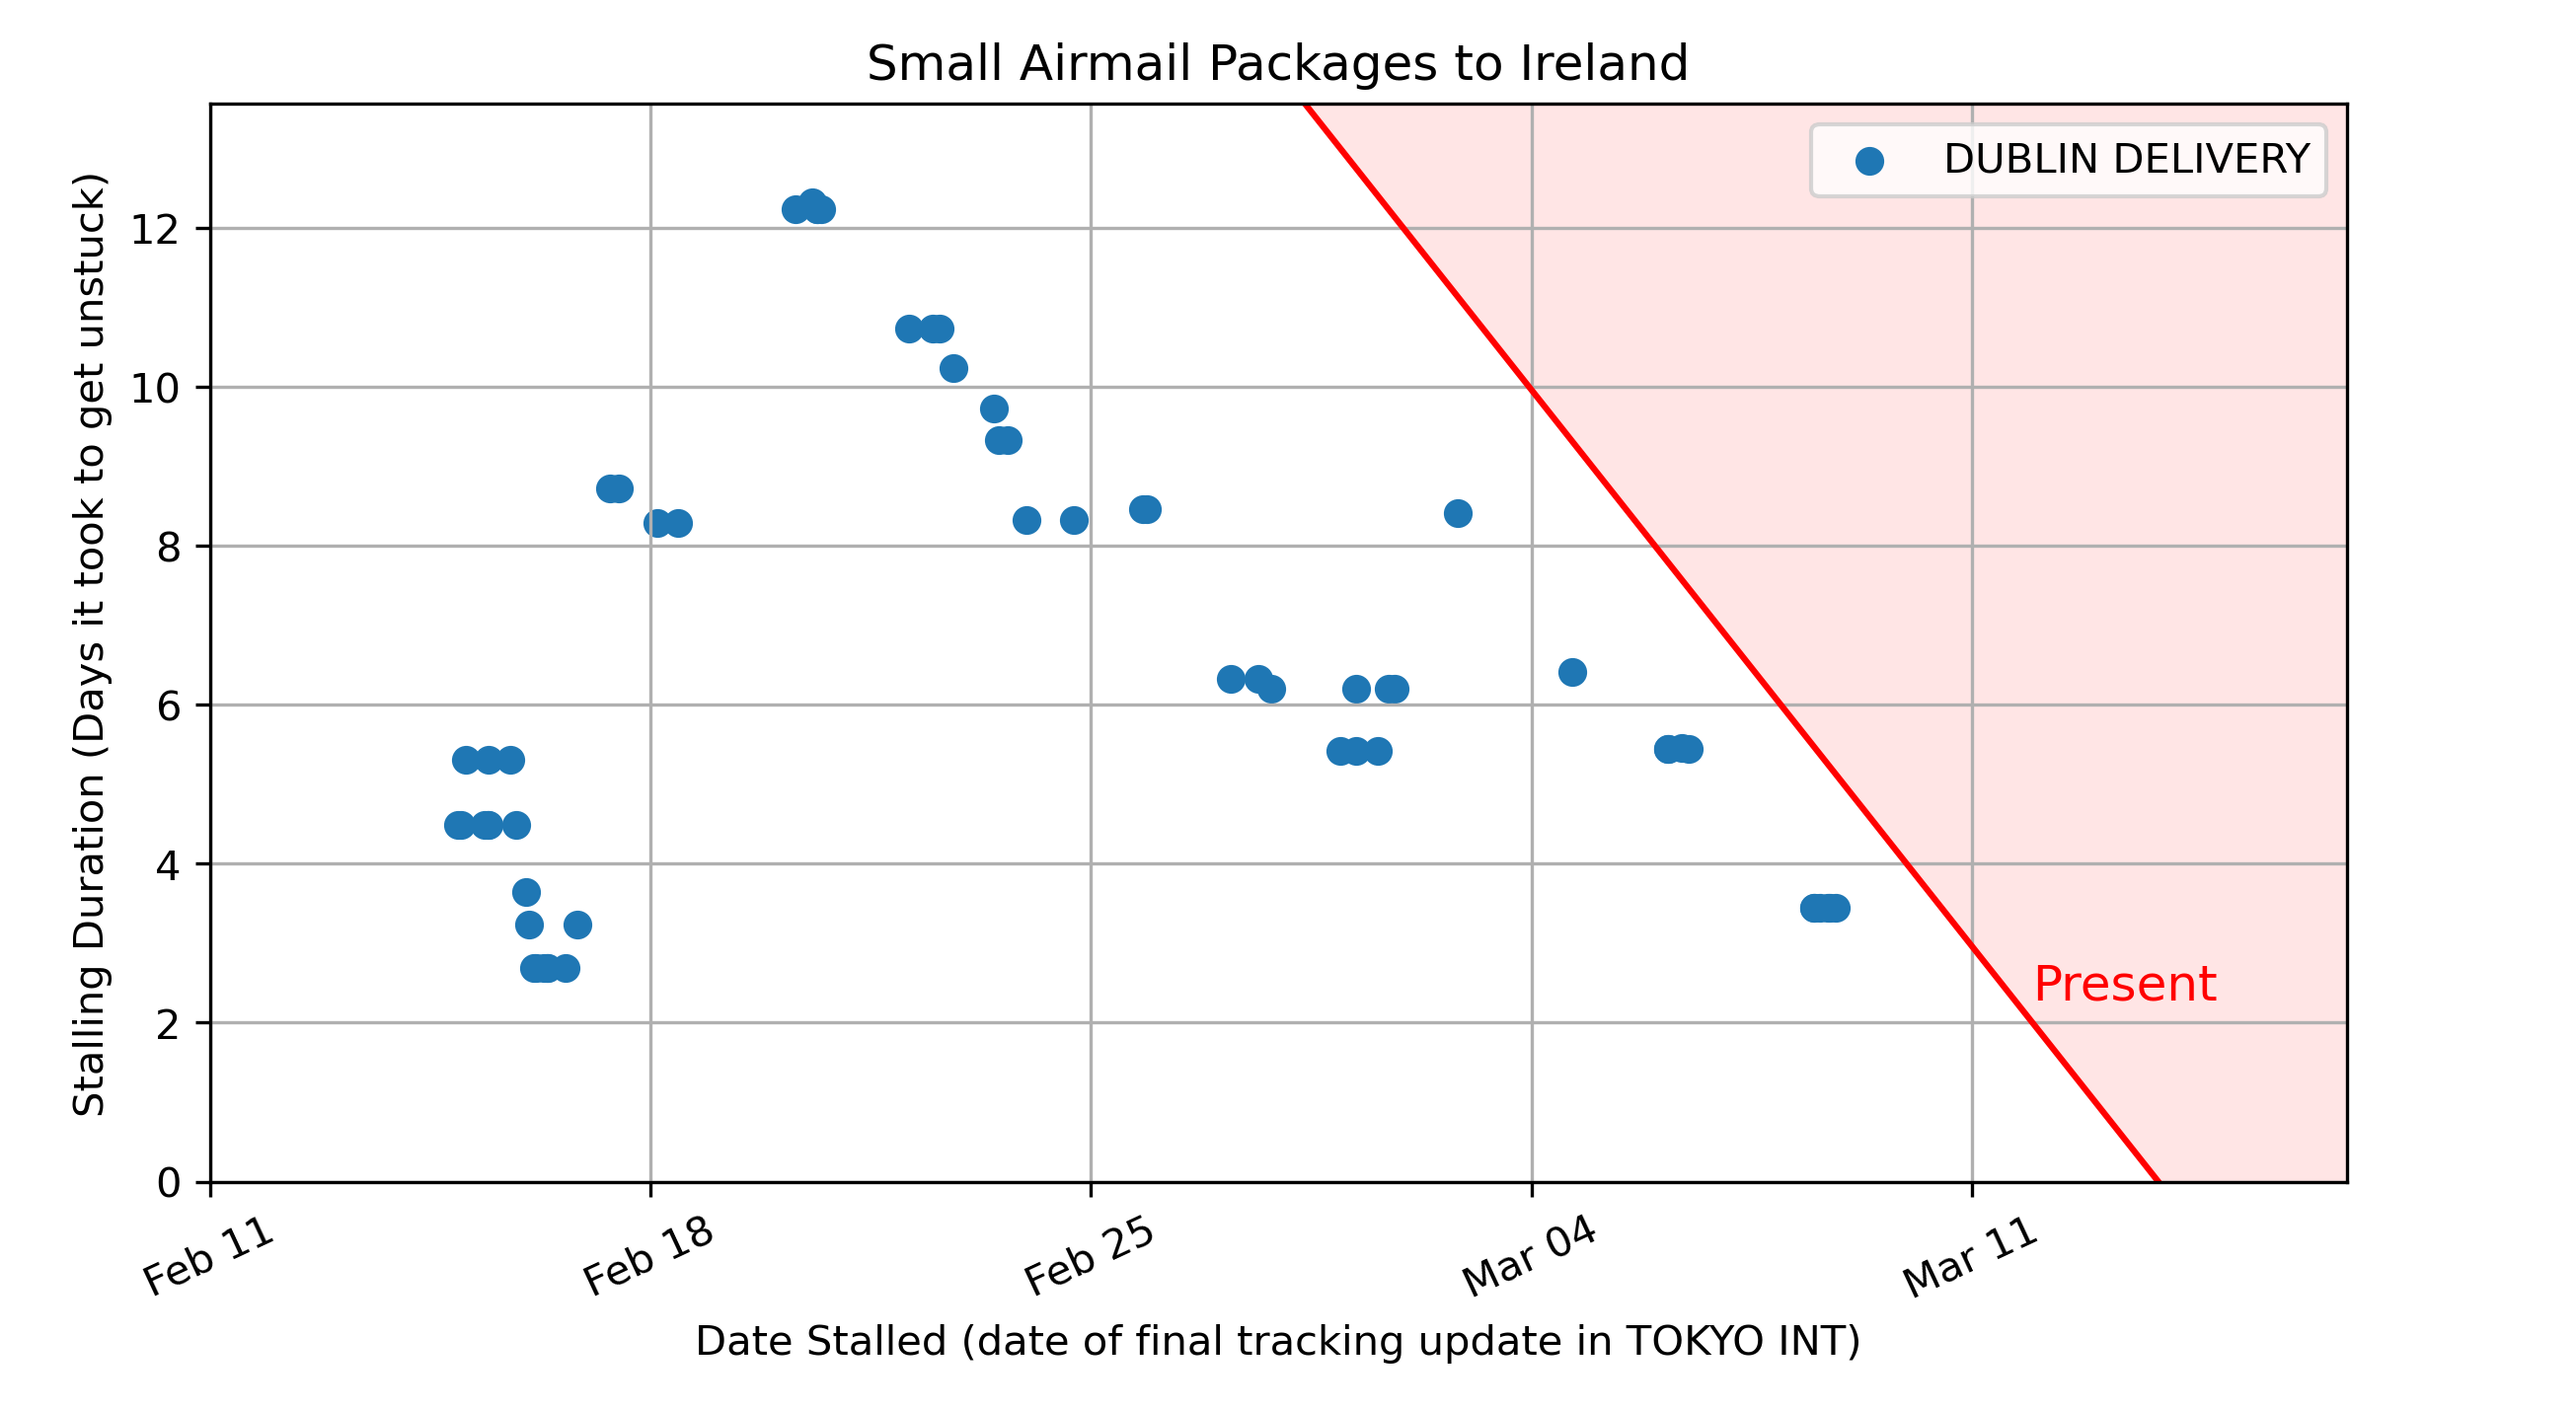 Small Airmail Packages to Ireland
DUBLIN DELIVERY
Stalling Duration (Days it took to get unstuck)
12
10
8
6
4
2
0
Present
Feb 11
Feb 18
Feb 25
Mar 04
Mar 11
Date Stalled (date of final tracking update in TOKYO INT)